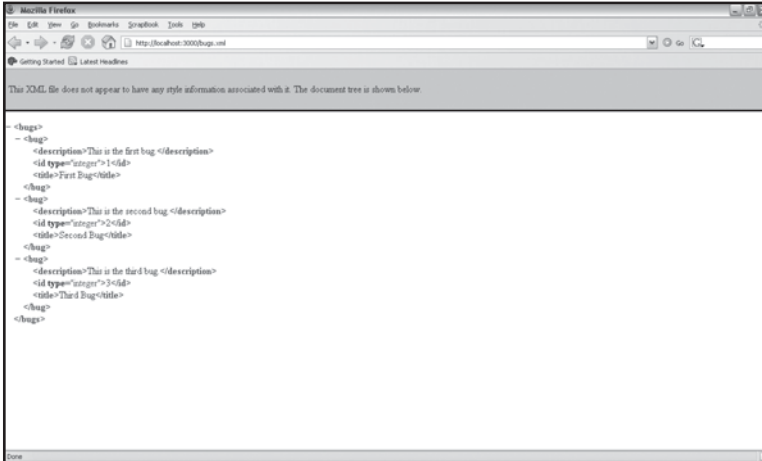 Mozilla Firefox
File Edit View Go Bookmarks ScrapBook Tools Help
http://localhost:3000/bugs.xml Go
Getting Started Latest Headlines
This XML file does not appear to have any style information associated with it. The document tree is shown below.
- <bugs>
- <bug>
<description>This is the first bug </description>
<id type="integer">1</id>
<title>First Bug</title>
</bug>
- <bug>
<description>This is the second bug </description>
<id type="integer">2</id>
<title>Second Bug</title>
</bug>
- <bug>
<description>This is the third bug </description>
<id type="integer">3</id>
<title>Third Bug</title>
</bug>
</bugs>
Done